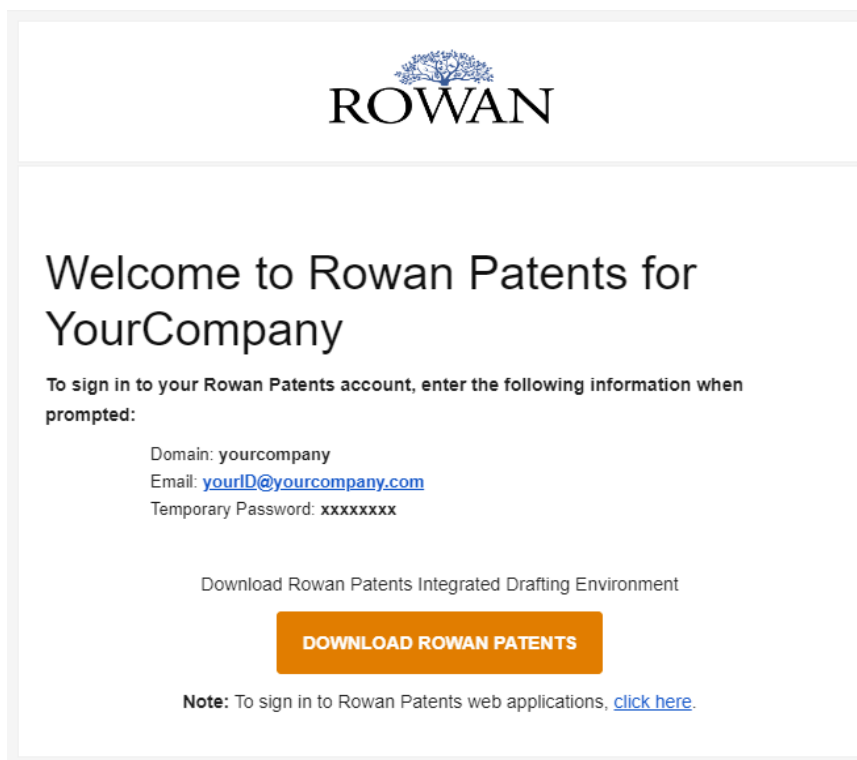 ROWAN
Welcome to Rowan Patents for
YourCompany
To sign in to your Rowan Patents account, enter the following information when
prompted:
Domain: yourcompany
Email: yourID@yourcompany.com
Temporary Password: xxxxxxxx
Download Rowan Patents Integrated Drafting Environment
DOWNLOAD ROWAN PATENTS
Note: To sign in to Rowan Patents web applications, click here.